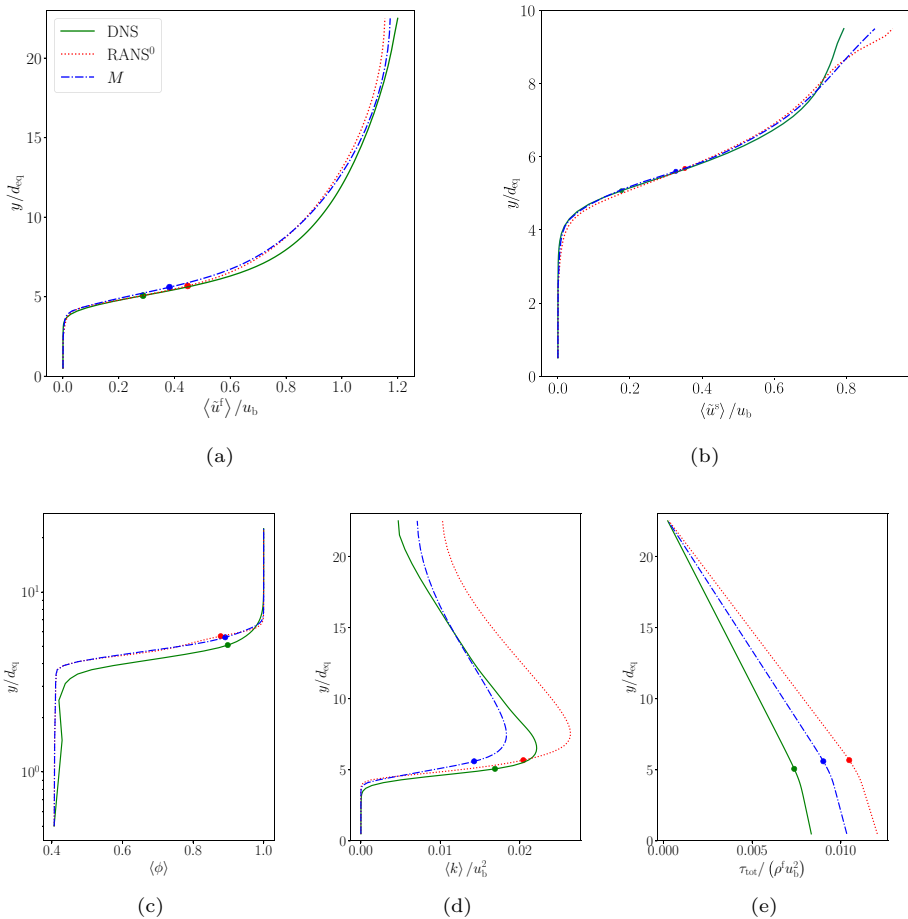 DNS
RANS⁰
M
20
15
10
5
0
y/d_eq
0.0 0.2 0.4 0.6 0.8 1.0 1.2
⟨ũ^f⟩/u_b
(a)
10
8
6
4
2
0
y/d_eq
0.0 0.2 0.4 0.6 0.8
⟨ũ^s⟩/u_b
(b)
10¹
10⁰
y/d_eq
0.4 0.6 0.8 1.0
⟨ϕ⟩
(c)
20
15
10
5
0
y/d_eq
0.00 0.01 0.02
⟨k⟩/u_b²
(d)
20
15
10
5
0
y/d_eq
0.000 0.005 0.010
τ_tot/(ρ^f u_b²)
(e)